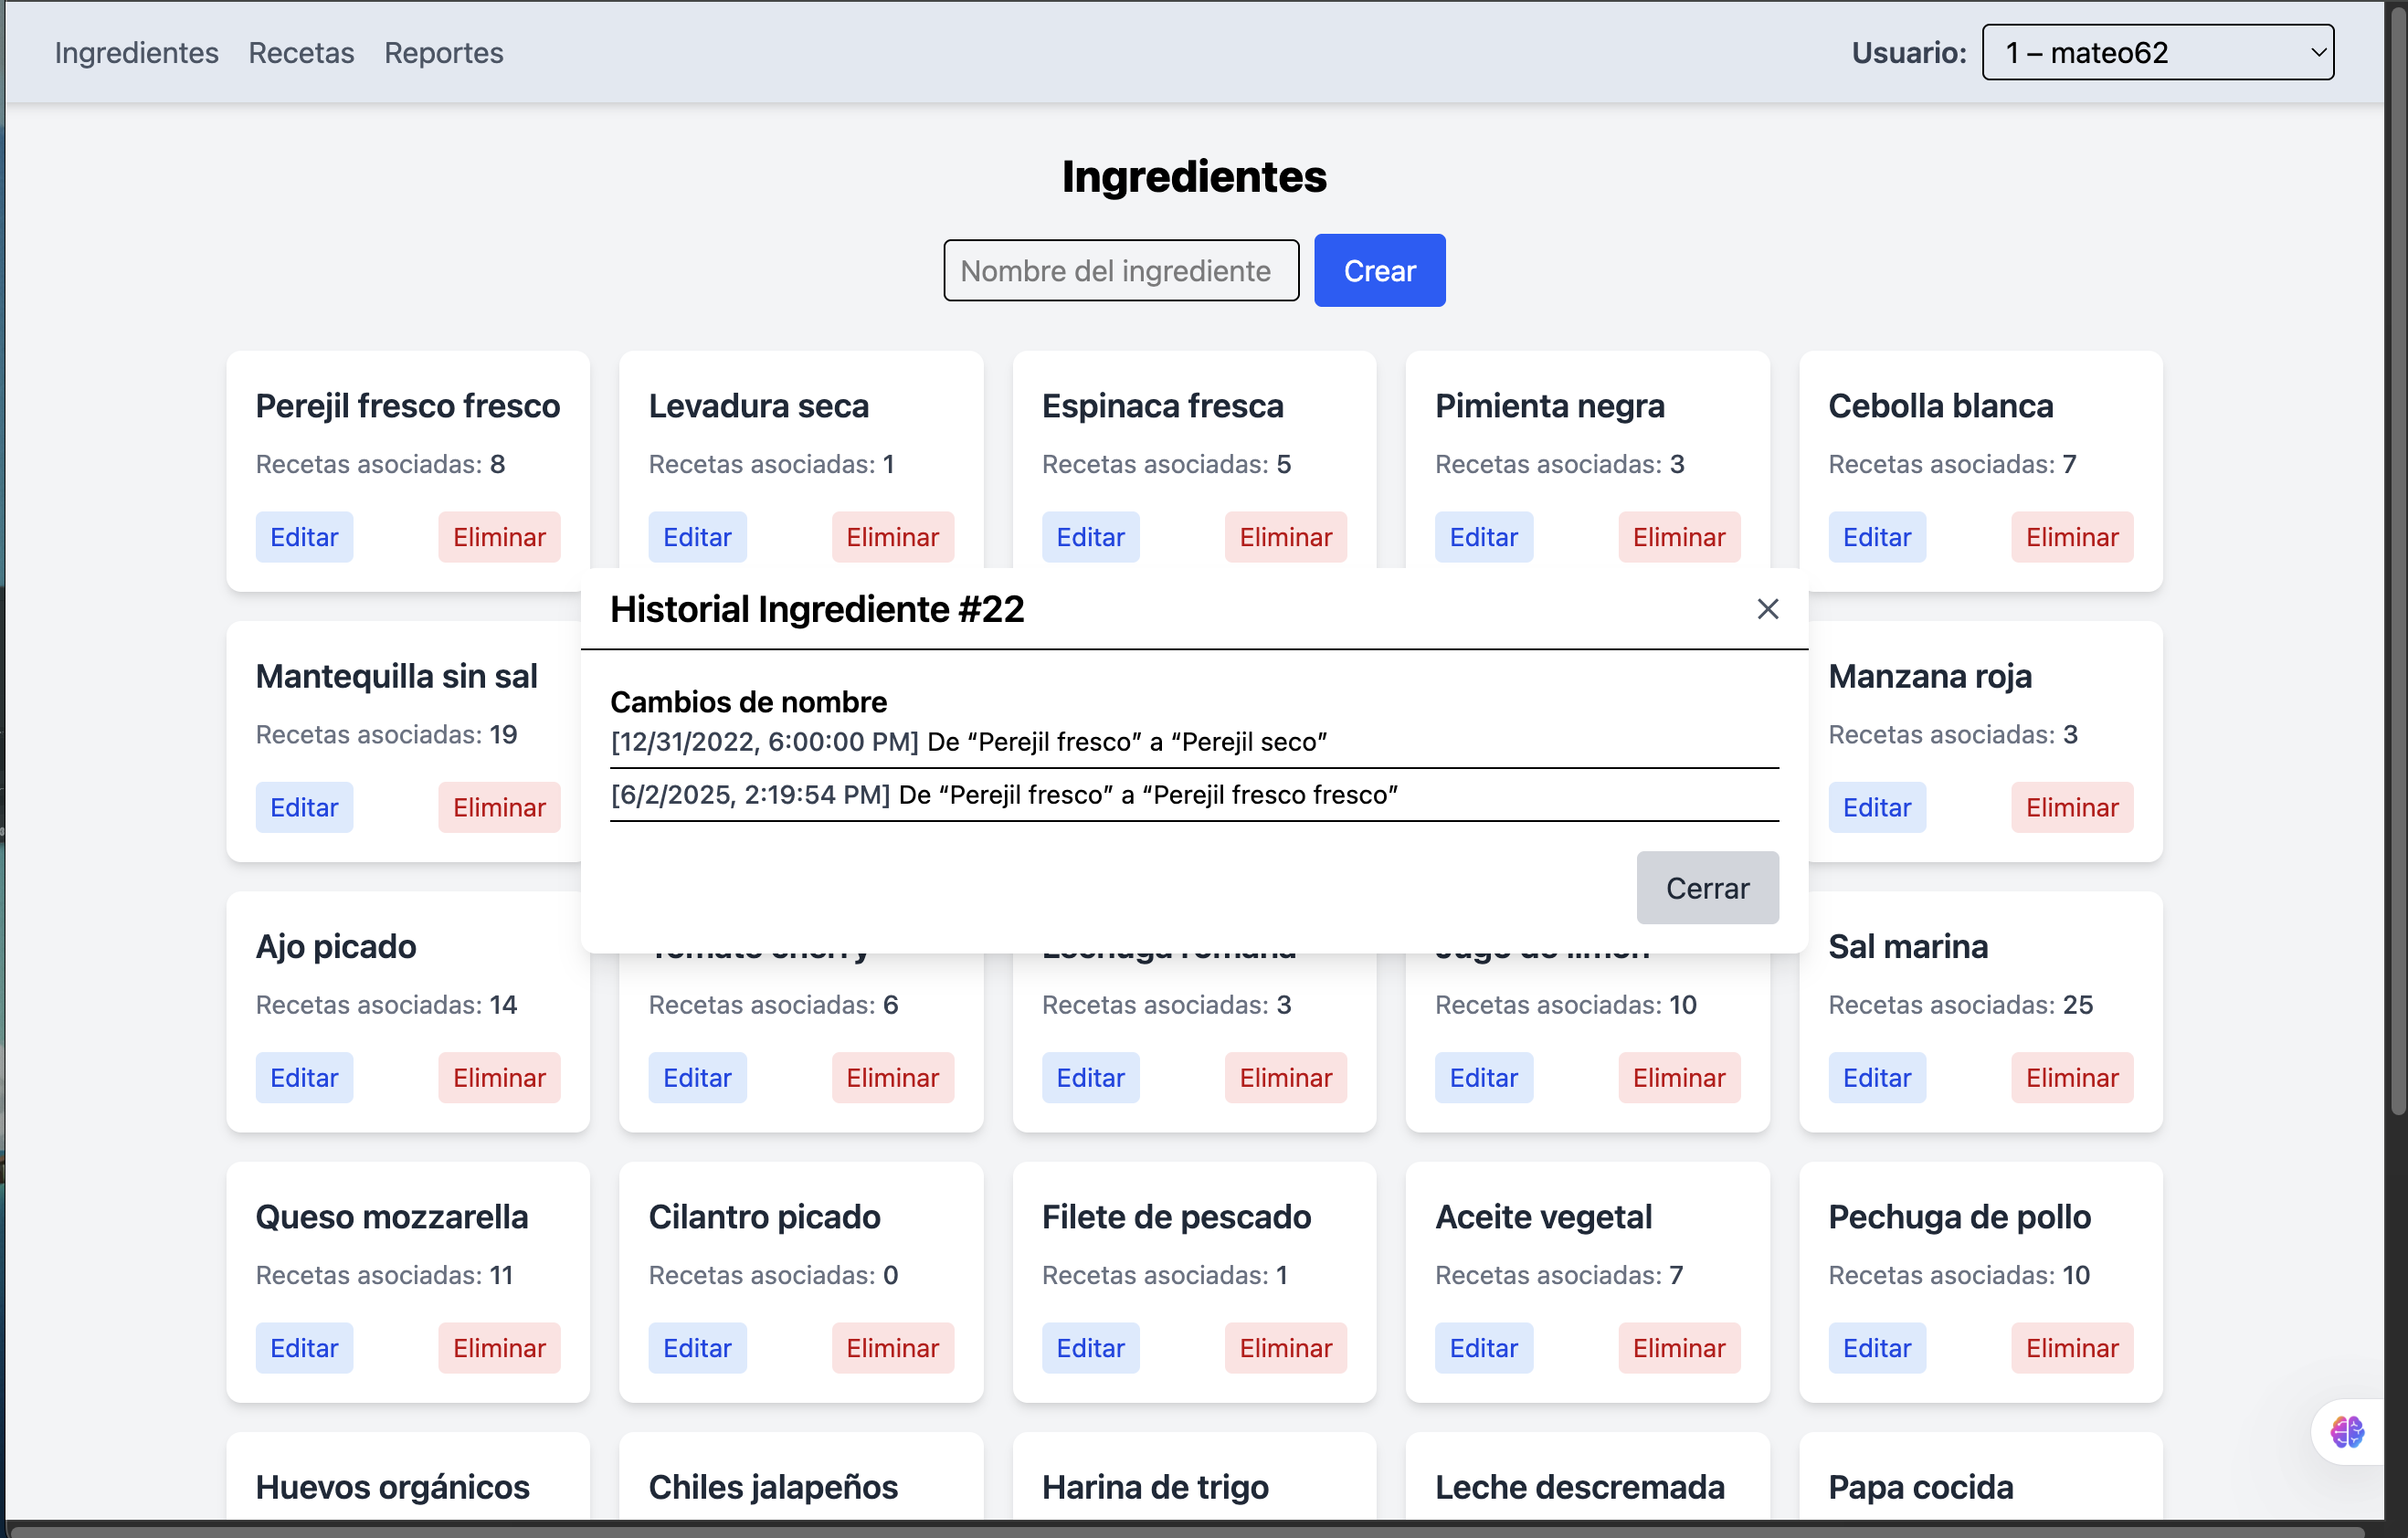 Ingredientes Recetas Reportes Usuario: 1 – mateo62
Ingredientes
Nombre del ingrediente Crear
Perejil fresco fresco Levadura seca Espinaca fresca Pimienta negra Cebolla blanca
Recetas asociadas: 8 Recetas asociadas: 1 Recetas asociadas: 5 Recetas asociadas: 3 Recetas asociadas: 7
Editar Eliminar Editar Eliminar Editar Eliminar Editar Eliminar Editar Eliminar
Historial Ingrediente #22
Mantequilla sin sal Manzana roja
Cambios de nombre
Recetas asociadas: 19 Recetas asociadas: 3
[12/31/2022, 6:00:00 PM] De “Perejil fresco” a “Perejil seco”
[6/2/2025, 2:19:54 PM] De “Perejil fresco” a “Perejil fresco fresco”
Editar Eliminar Editar Eliminar
Cerrar
Ajo picado Tomate cherry Lechuga romana Jugo de limón Sal marina
Recetas asociadas: 14 Recetas asociadas: 6 Recetas asociadas: 3 Recetas asociadas: 10 Recetas asociadas: 25
Editar Eliminar Editar Eliminar Editar Eliminar Editar Eliminar Editar Eliminar
Queso mozzarella Cilantro picado Filete de pescado Aceite vegetal Pechuga de pollo
Recetas asociadas: 11 Recetas asociadas: 0 Recetas asociadas: 1 Recetas asociadas: 7 Recetas asociadas: 10
Editar Eliminar Editar Eliminar Editar Eliminar Editar Eliminar Editar Eliminar
Huevos orgánicos Chiles jalapeños Harina de trigo Leche descremada Papa cocida